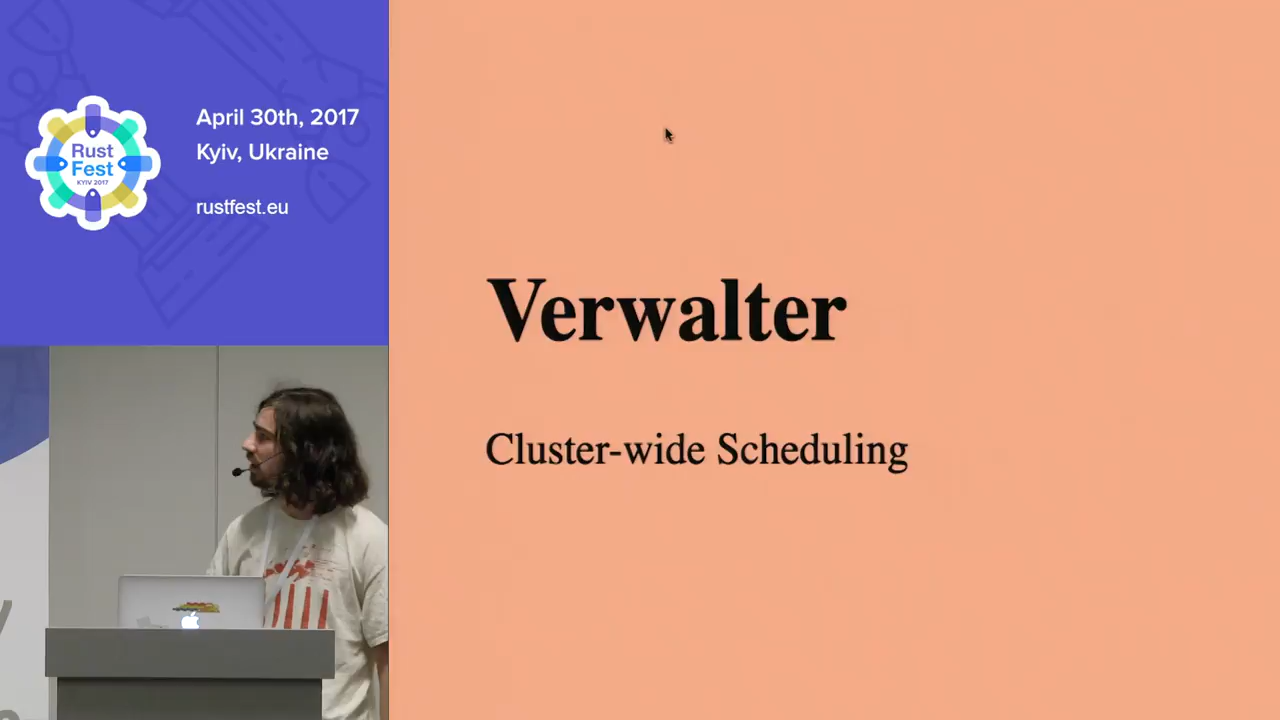 April 30th, 2017
Kyiv, Ukraine
rustfest.eu
Rust
Fest
KYIV 2017
Verwalter
Cluster-wide Scheduling